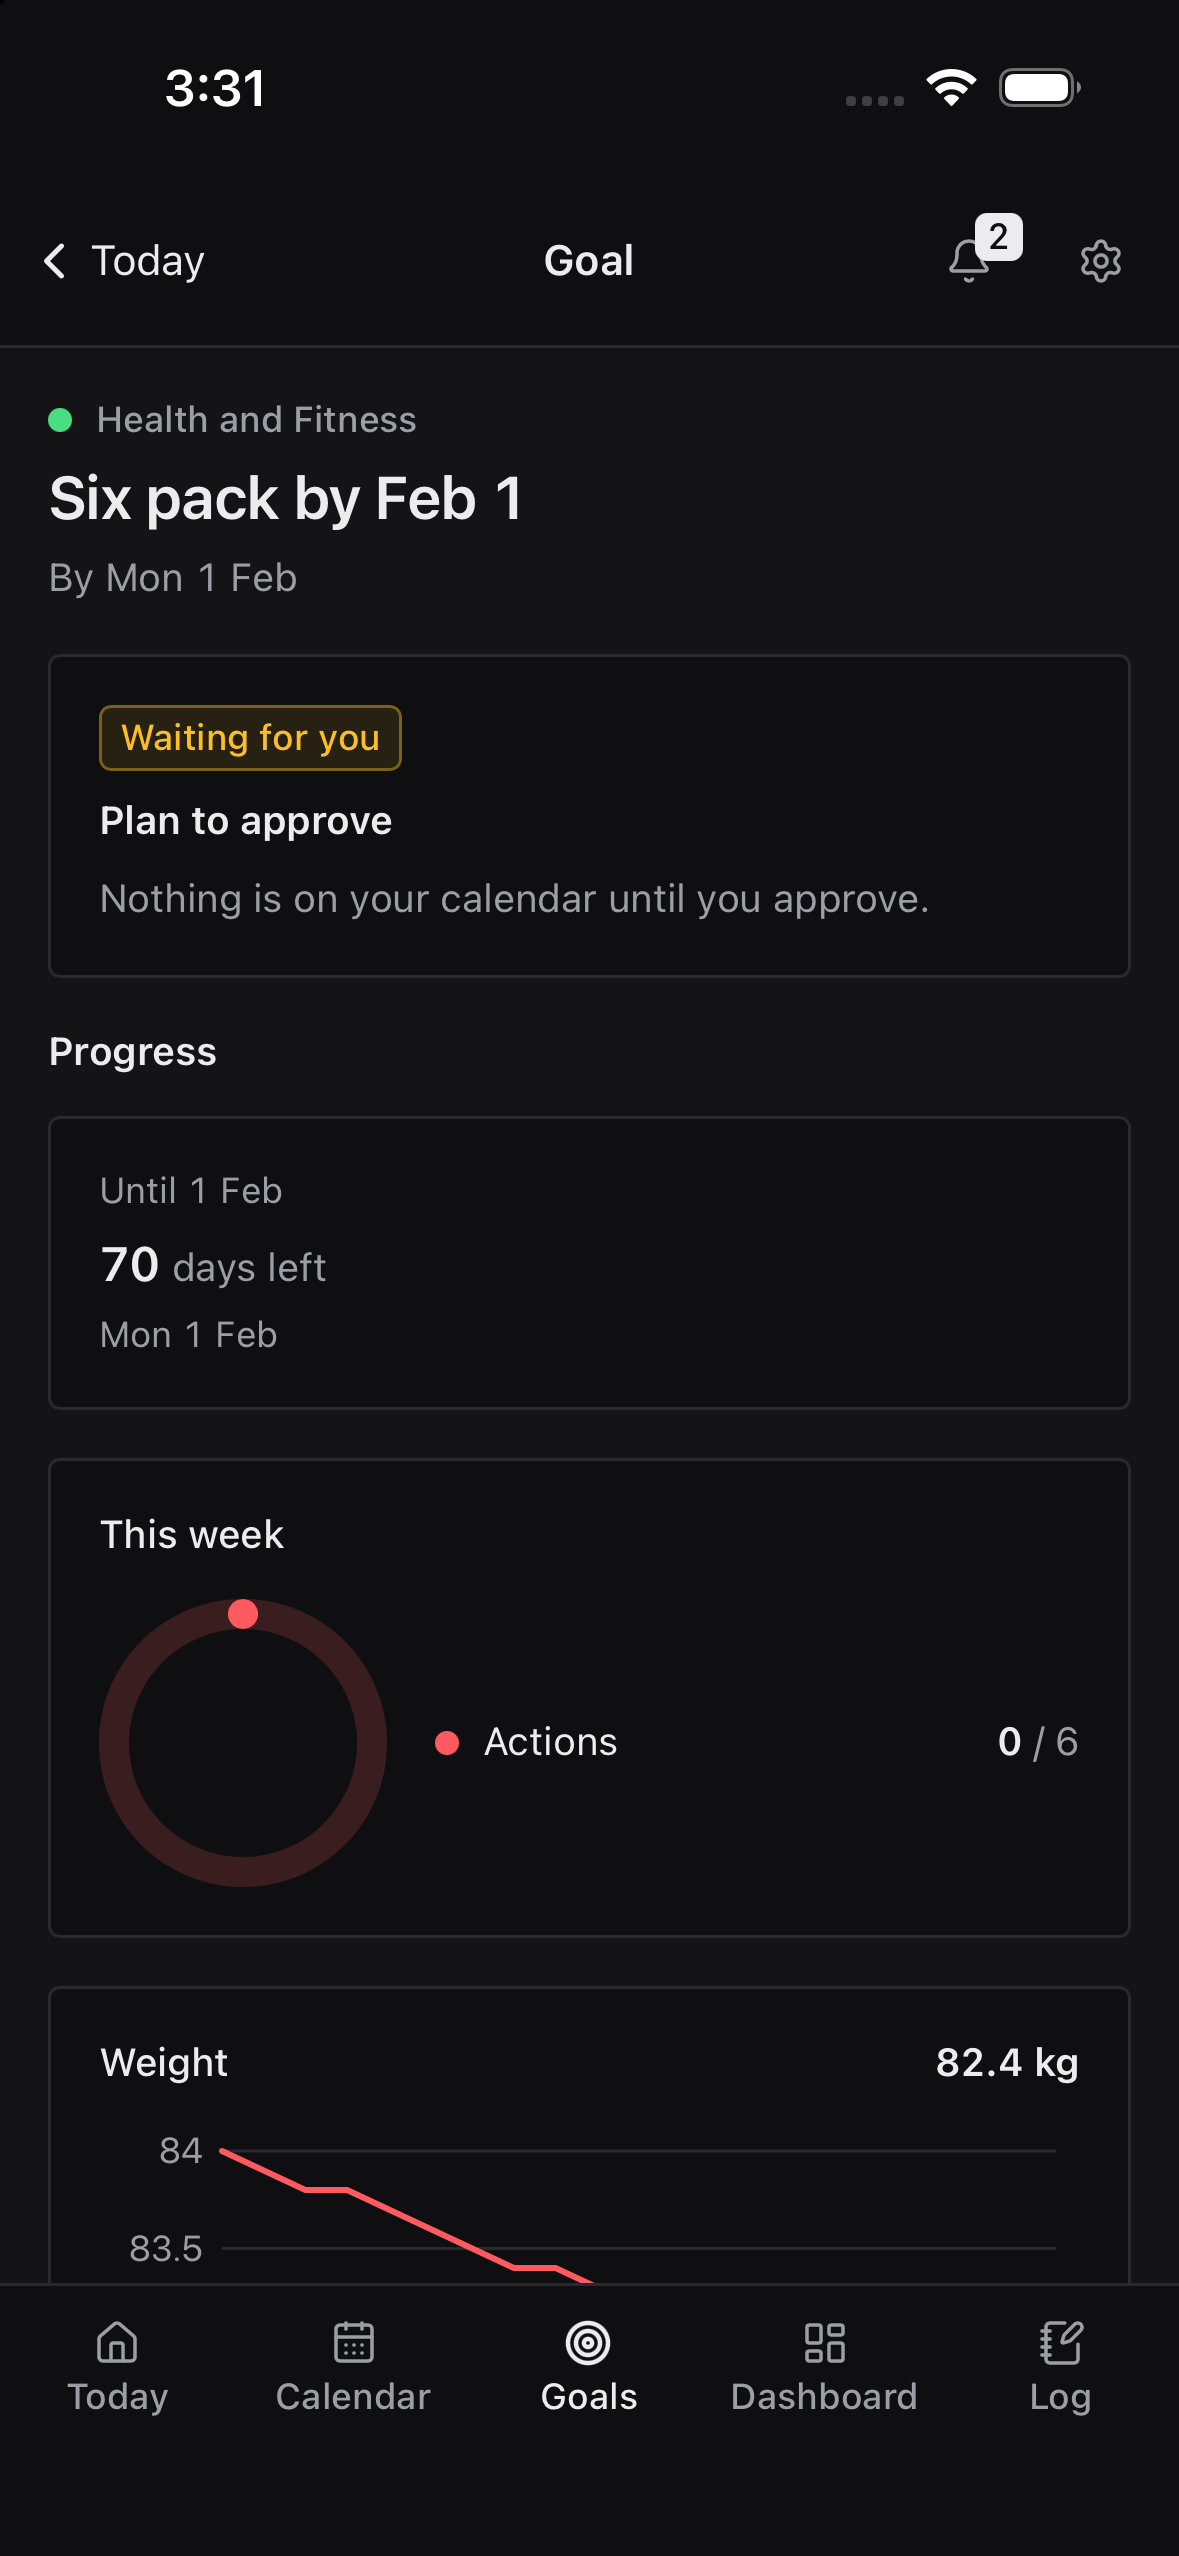 3:31
Today
Goal
2
Health and Fitness
Six pack by Feb 1
By Mon 1 Feb
Waiting for you
Plan to approve
Nothing is on your calendar until you approve.
Progress
Until 1 Feb
70 days left
Mon 1 Feb
This week
Actions
0 / 6
Weight
82.4 kg
84
83.5
Today
Calendar
Goals
Dashboard
Log